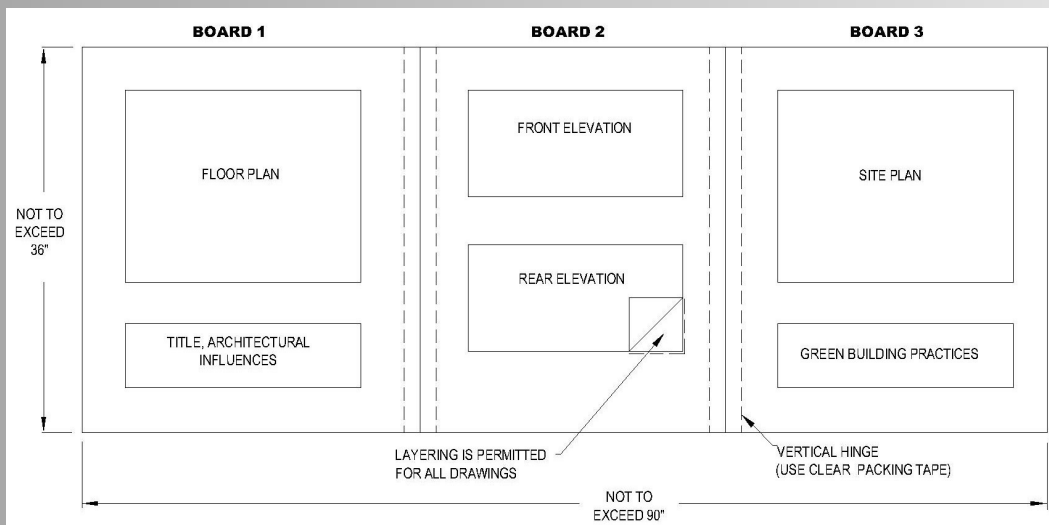 BOARD 1
BOARD 2
BOARD 3
FLOOR PLAN
TITLE, ARCHITECTURAL
INFLUENCES
FRONT ELEVATION
REAR ELEVATION
SITE PLAN
GREEN BUILDING PRACTICES
NOT TO
EXCEED
36"
LAYERING IS PERMITTED
FOR ALL DRAWINGS
VERTICAL HINGE
(USE CLEAR PACKING TAPE)
NOT TO
EXCEED 90"